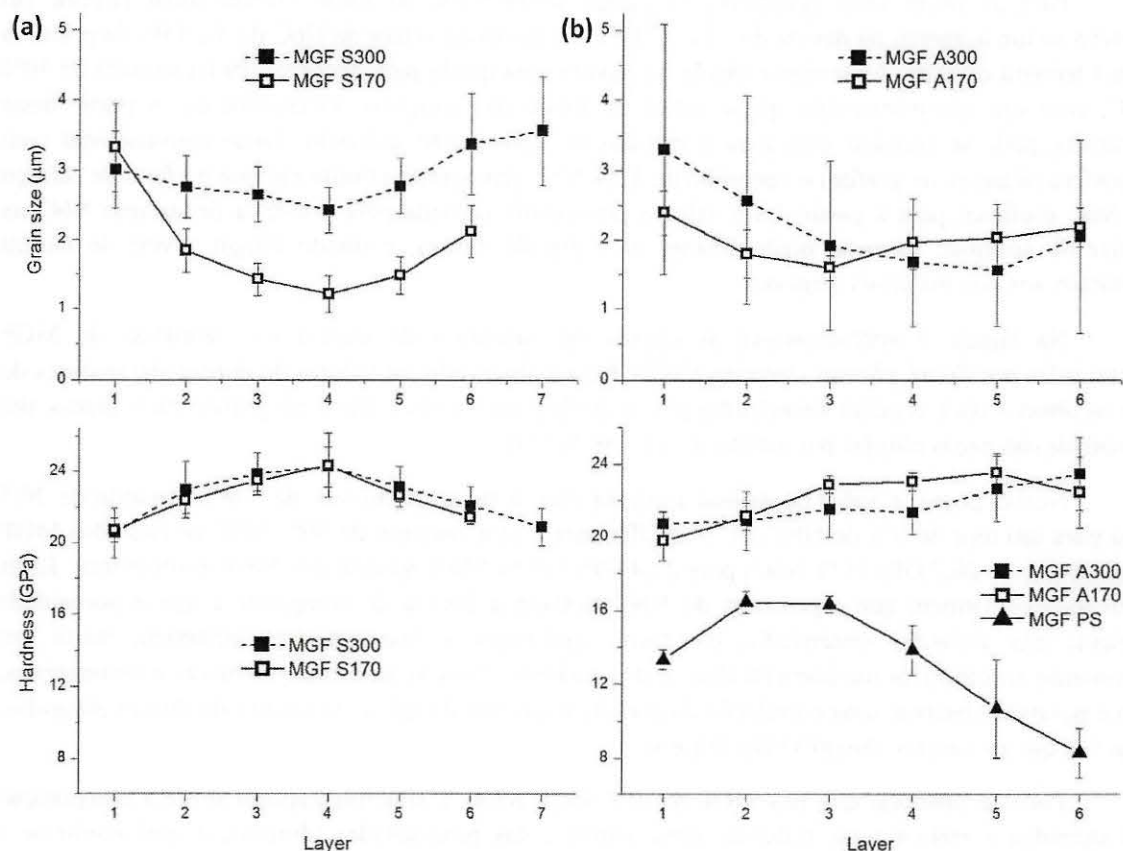 (a)
Grain size (µm)
5
4
3
2
1
0
MGF S300
MGF S170
1 2 3 4 5 6 7
Hardness (GPa)
24
20
16
12
8
MGF S300
MGF S170
1 2 3 4 5 6 7
Layer
(b)
5
4
3
2
1
0
MGF A300
MGF A170
1 2 3 4 5 6
24
20
16
12
8
MGF A300
MGF A170
MGF PS
1 2 3 4 5 6
Layer